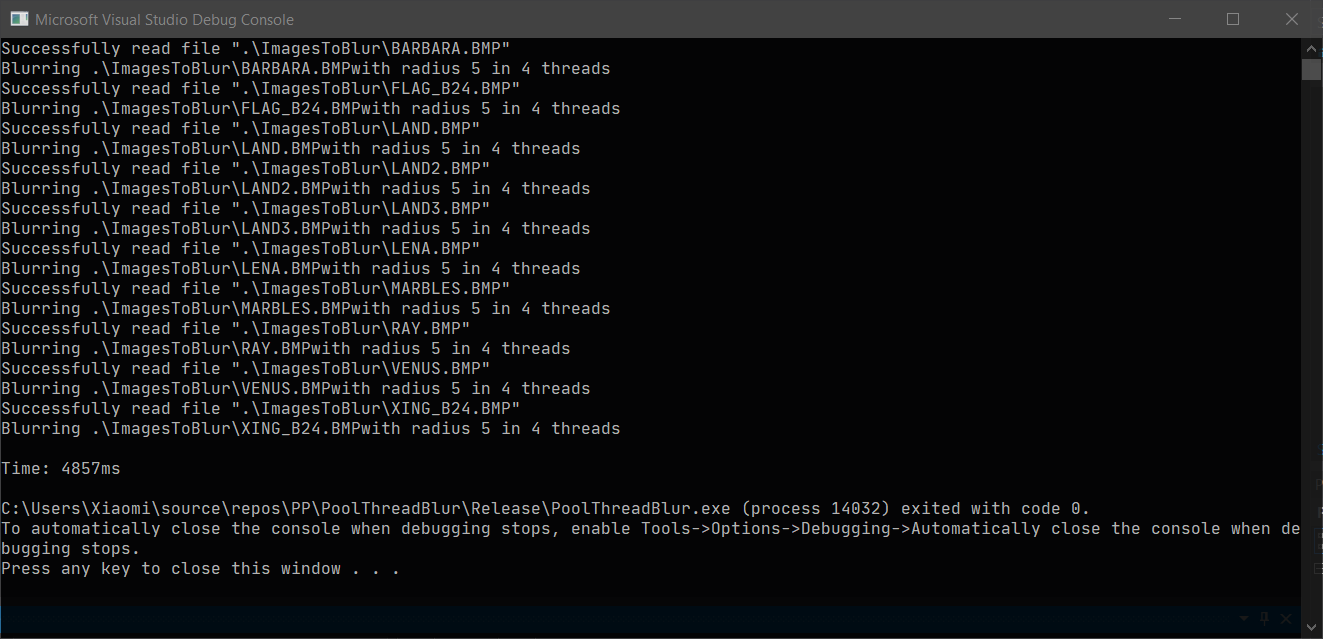 Microsoft Visual Studio Debug Console
Successfully read file ".\ImagesToBlur\BARBARA.BMP"
Blurring .\ImagesToBlur\BARBARA.BMPwith radius 5 in 4 threads
Successfully read file ".\ImagesToBlur\FLAG_B24.BMP"
Blurring .\ImagesToBlur\FLAG_B24.BMPwith radius 5 in 4 threads
Successfully read file ".\ImagesToBlur\LAND.BMP"
Blurring .\ImagesToBlur\LAND.BMPwith radius 5 in 4 threads
Successfully read file ".\ImagesToBlur\LAND2.BMP"
Blurring .\ImagesToBlur\LAND2.BMPwith radius 5 in 4 threads
Successfully read file ".\ImagesToBlur\LAND3.BMP"
Blurring .\ImagesToBlur\LAND3.BMPwith radius 5 in 4 threads
Successfully read file ".\ImagesToBlur\LENA.BMP"
Blurring .\ImagesToBlur\LENA.BMPwith radius 5 in 4 threads
Successfully read file ".\ImagesToBlur\MARBLES.BMP"
Blurring .\ImagesToBlur\MARBLES.BMPwith radius 5 in 4 threads
Successfully read file ".\ImagesToBlur\RAY.BMP"
Blurring .\ImagesToBlur\RAY.BMPwith radius 5 in 4 threads
Successfully read file ".\ImagesToBlur\VENUS.BMP"
Blurring .\ImagesToBlur\VENUS.BMPwith radius 5 in 4 threads
Successfully read file ".\ImagesToBlur\XING_B24.BMP"
Blurring .\ImagesToBlur\XING_B24.BMPwith radius 5 in 4 threads
Time: 4857ms
C:\Users\Xiaomi\source\repos\PP\PoolThreadBlur\Release\PoolThreadBlur.exe (process 14032) exited with code 0.
To automatically close the console when debugging stops, enable Tools->Options->Debugging->Automatically close the console when de
bugging stops.
Press any key to close this window . . .